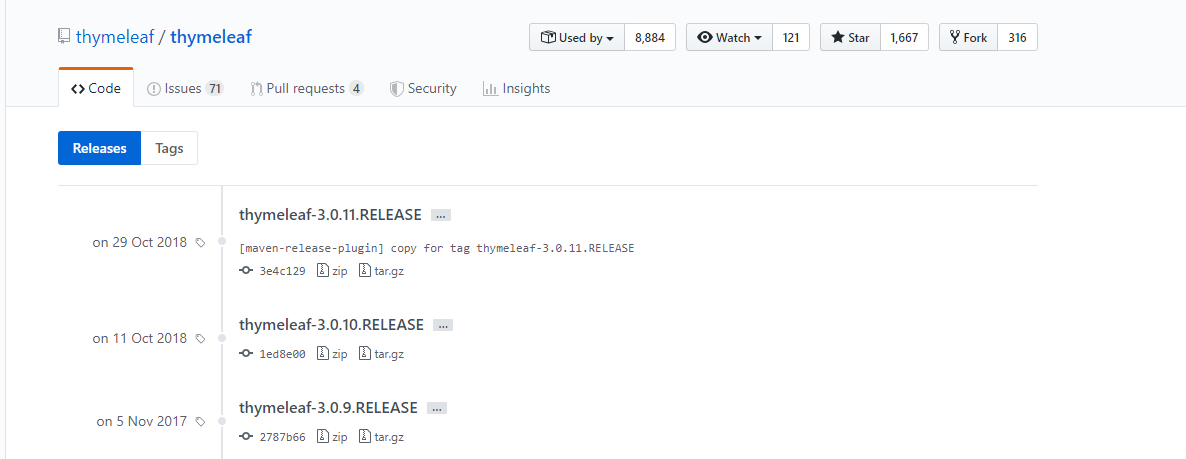 thymeleaf / thymeleaf
Used by 8,884 Watch 121 Star 1,667 Fork 316
Code Issues 71 Pull requests 4 Security Insights
Releases Tags
thymeleaf-3.0.11.RELEASE ...
on 29 Oct 2018
[maven-release-plugin] copy for tag thymeleaf-3.0.11.RELEASE
3e4c129 zip tar.gz
thymeleaf-3.0.10.RELEASE ...
on 11 Oct 2018
1ed8e00 zip tar.gz
thymeleaf-3.0.9.RELEASE ...
on 5 Nov 2017
2787b66 zip tar.gz